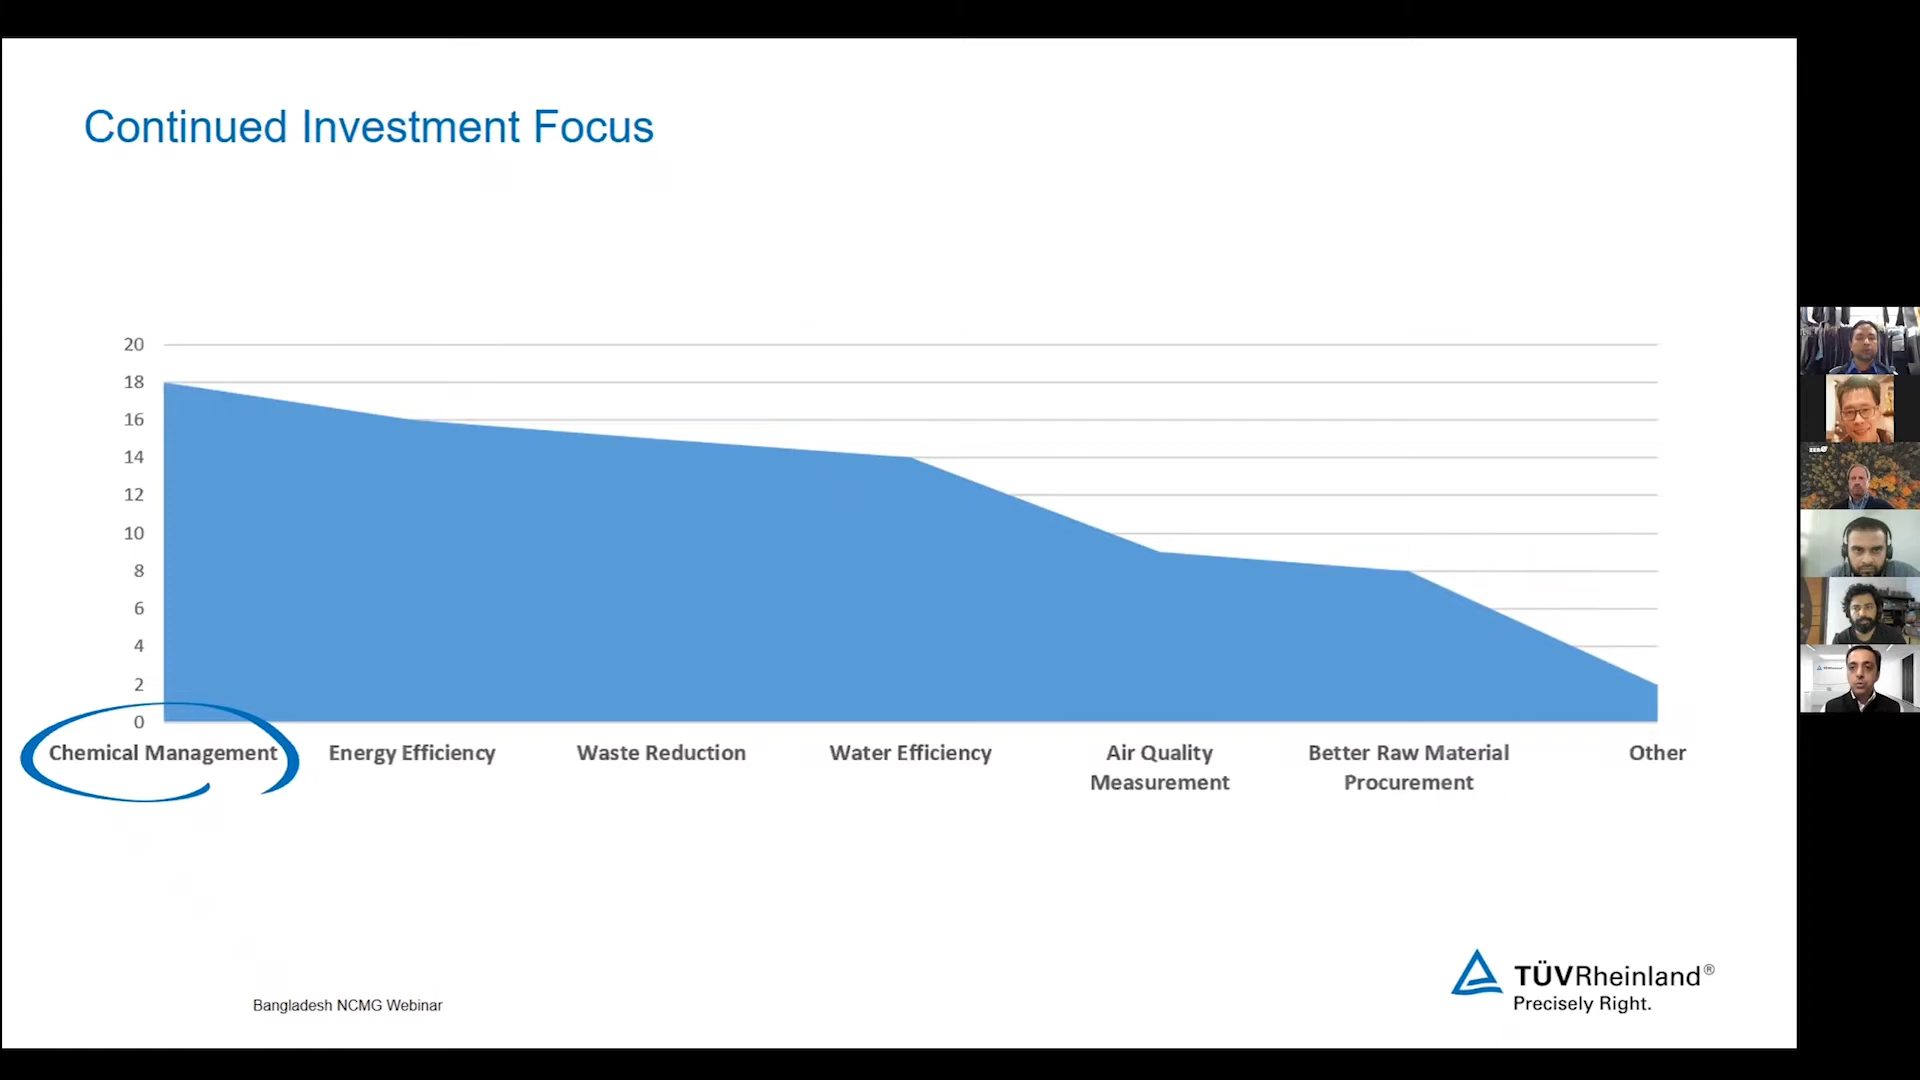 Continued Investment Focus
20
18
16
14
12
10
8
6
4
2
0
Chemical Management
Energy Efficiency
Waste Reduction
Water Efficiency
Air Quality
Measurement
Better Raw Material
Procurement
Other
Bangladesh NCMG Webinar
TÜVRheinland®
Precisely Right.